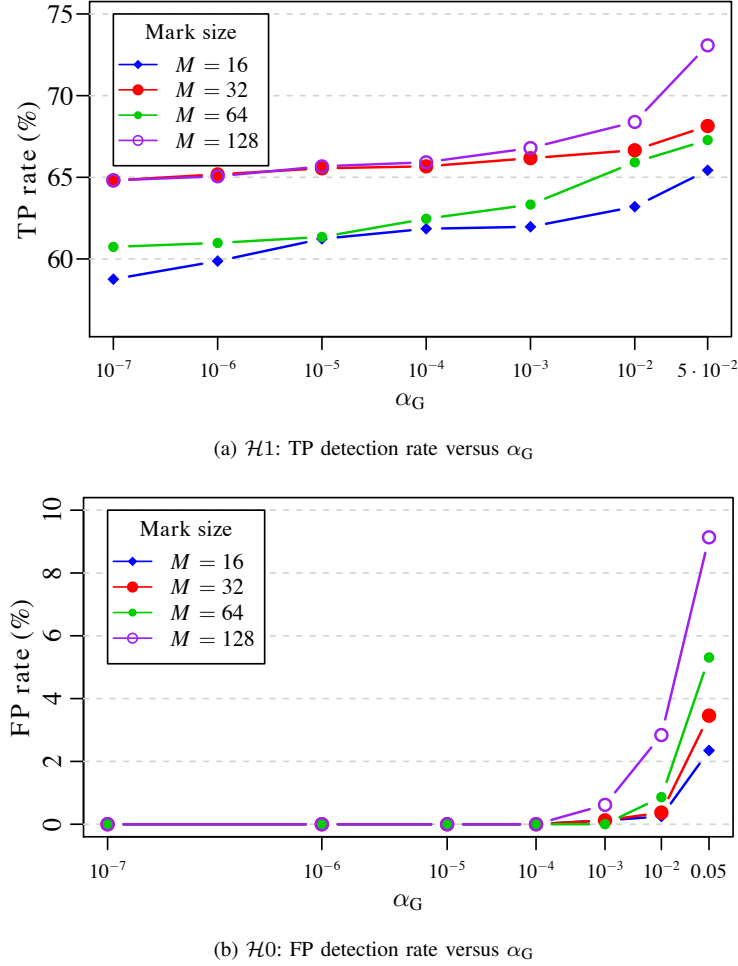 75
70
65
60
TP rate (%)
Mark size
M = 16
M = 32
M = 64
M = 128
10⁻⁷ 10⁻⁶ 10⁻⁵ 10⁻⁴ 10⁻³ 10⁻² 5 · 10⁻²
α_G
(a) ℋ1: TP detection rate versus α_G
10
8
6
4
2
0
FP rate (%)
Mark size
M = 16
M = 32
M = 64
M = 128
10⁻⁷ 10⁻⁶ 10⁻⁵ 10⁻⁴ 10⁻³ 10⁻² 0.05
α_G
(b) ℋ0: FP detection rate versus α_G